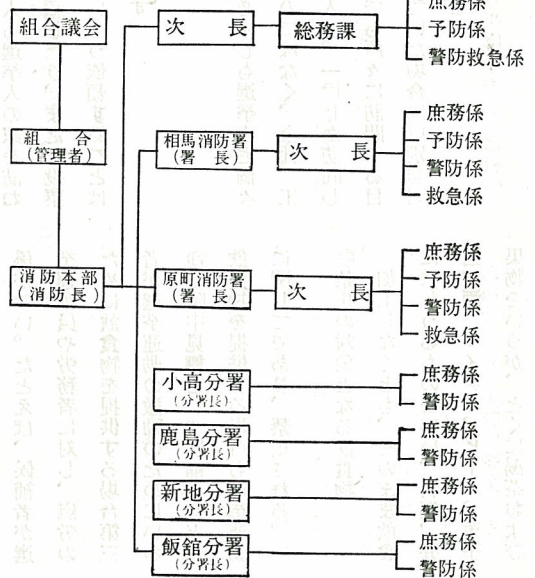 組合議会
次長
総務課
庶務係
予防係
警防救急係
組合
(管理者)
相馬消防署
(署長)
次長
庶務係
予防係
警防係
救急係
消防本部
(消防長)
原町消防署
(署長)
次長
庶務係
予防係
警防係
救急係
小高分署
(分署長)
庶務係
警防係
鹿島分署
(分署長)
庶務係
警防係
新地分署
(分署長)
庶務係
警防係
飯舘分署
(分署長)
庶務係
警防係